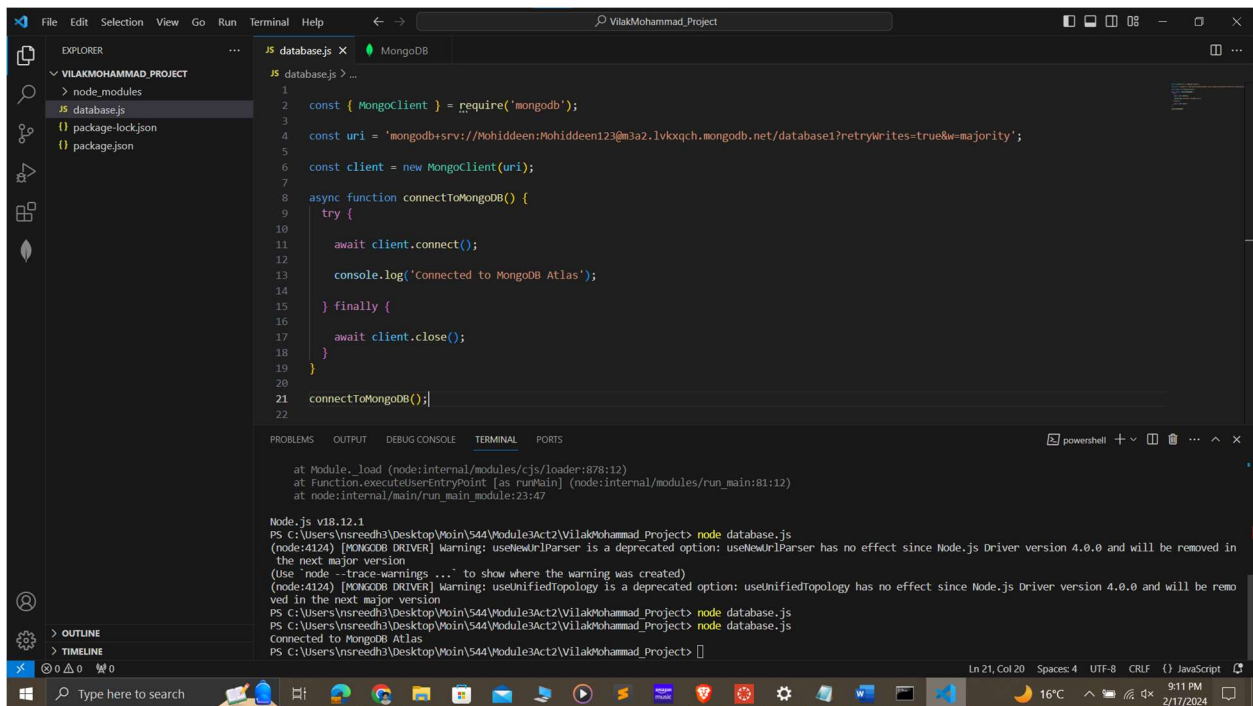 File Edit Selection View Go Run Terminal Help
VilakMohammad_Project
EXPLORER
JS database.js
MongoDB
VILAKMOHAMMAD_PROJECT
node_modules
JS database.js
{} package-lock.json
{} package.json
JS database.js > ...
1
2 const { MongoClient } = require('mongodb');
3
4 const uri = 'mongodb+srv://Mohiddeen:Mohiddeen123@m3a2.lvkxqch.mongodb.net/database1?retryWrites=true&w=majority';
5
6 const client = new MongoClient(uri);
7
8 async function connectToMongoDB() {
9 try {
10
11 await client.connect();
12
13 console.log('Connected to MongoDB Atlas');
14
15 } finally {
16
17 await client.close();
18 }
19 }
20
21 connectToMongoDB();
22
PROBLEMS OUTPUT DEBUG CONSOLE TERMINAL PORTS
powershell
at Module._load (node:internal/modules/cjs/loader:878:12)
at Function.executeUserEntryPoint [as runMain] (node:internal/modules/run_main:81:12)
at node:internal/main/run_main_module:23:47
Node.js v18.12.1
PS C:\Users\nsreedh3\Desktop\Moin\544\Module3Act2\VilakMohammad_Project> node database.js
(node:4124) [MONGODB DRIVER] Warning: useNewUrlParser is a deprecated option: useNewUrlParser has no effect since Node.js Driver version 4.0.0 and will be removed in
the next major version
(Use `node --trace-warnings ...` to show where the warning was created)
(node:4124) [MONGODB DRIVER] Warning: useUnifiedTopology is a deprecated option: useUnifiedTopology has no effect since Node.js Driver version 4.0.0 and will be remo
ved in the next major version
PS C:\Users\nsreedh3\Desktop\Moin\544\Module3Act2\VilakMohammad_Project> node database.js
PS C:\Users\nsreedh3\Desktop\Moin\544\Module3Act2\VilakMohammad_Project> node database.js
Connected to MongoDB Atlas
PS C:\Users\nsreedh3\Desktop\Moin\544\Module3Act2\VilakMohammad_Project>
OUTLINE
TIMELINE
0 0 0
Ln 21, Col 20 Spaces: 4 UTF-8 CRLF {} JavaScript
Type here to search
16°C
9:11 PM
2/17/2024